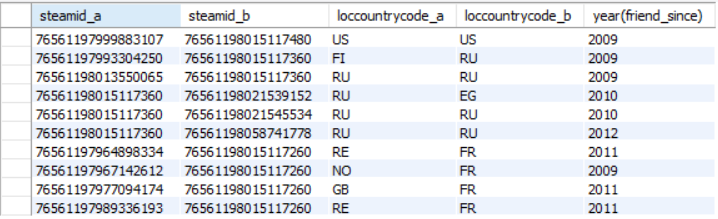 steamid_a steamid_b loccountrycode_a loccountrycode_b year(friend_since)
76561197999883107 76561198015117480 US US 2009
76561197993304250 76561198015117360 FI RU 2009
76561198013550065 76561198015117360 RU RU 2009
76561198015117360 76561198021539152 RU EG 2010
76561198015117360 76561198021545534 RU RU 2010
76561198015117360 76561198058741778 RU RU 2012
76561197964898334 76561198015117260 RE FR 2011
76561197967142612 76561198015117260 NO FR 2009
76561197977094174 76561198015117260 GB FR 2011
76561197989336193 76561198015117260 RE FR 2011